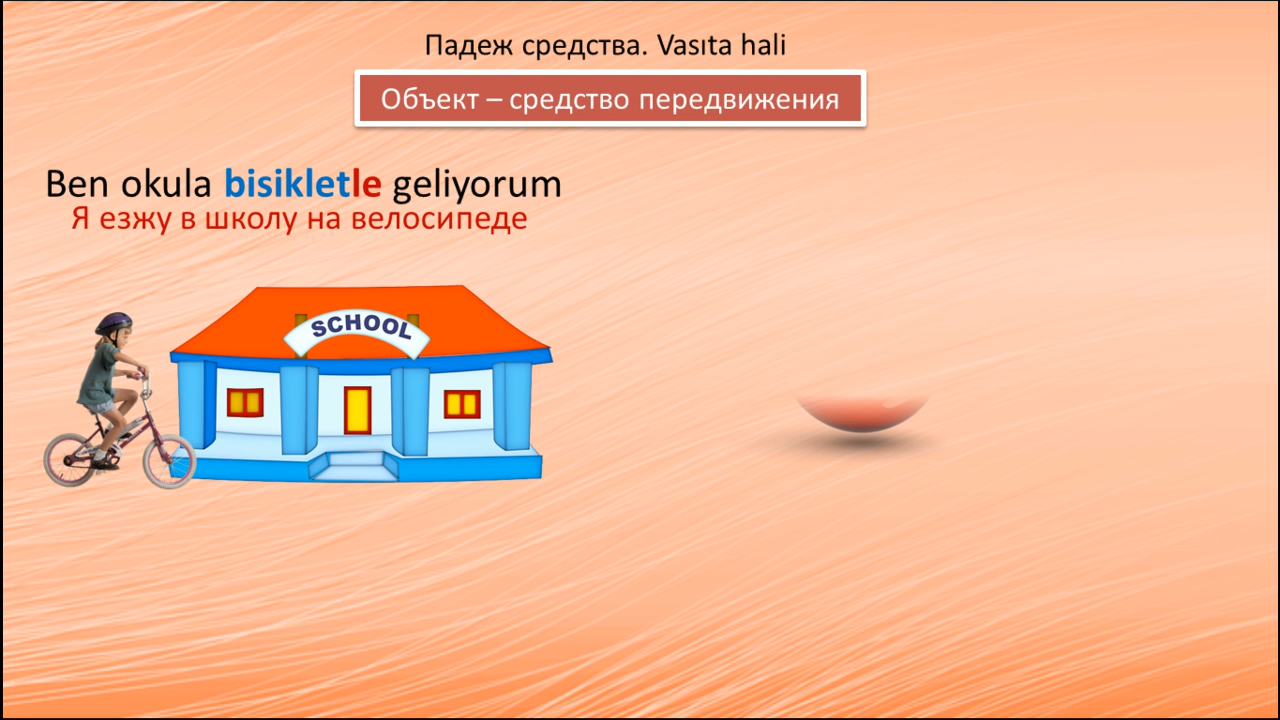 Падеж средства. Vasıta hali
Объект – средство передвижения
Ben okula bisikletle geliyorum
Я езжу в школу на велосипеде
SCHOOL